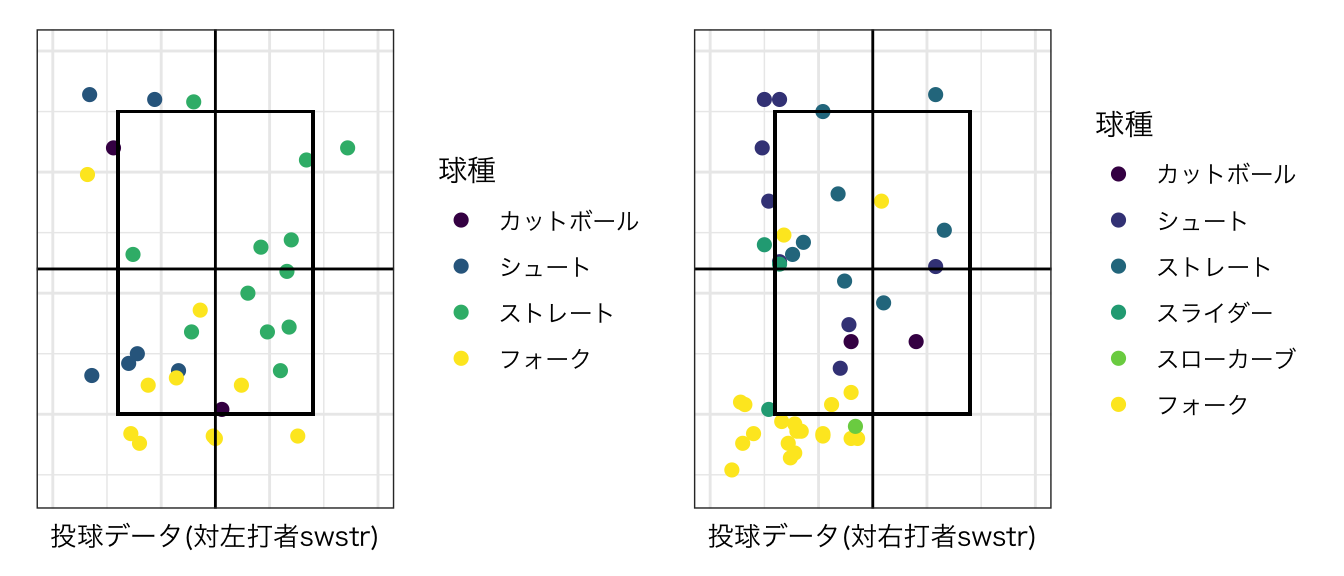 球種
カットボール
シュート
ストレート
フォーク
投球データ(対左打者swstr)
球種
カットボール
シュート
ストレート
スライダー
スローカーブ
フォーク
投球データ(対右打者swstr)